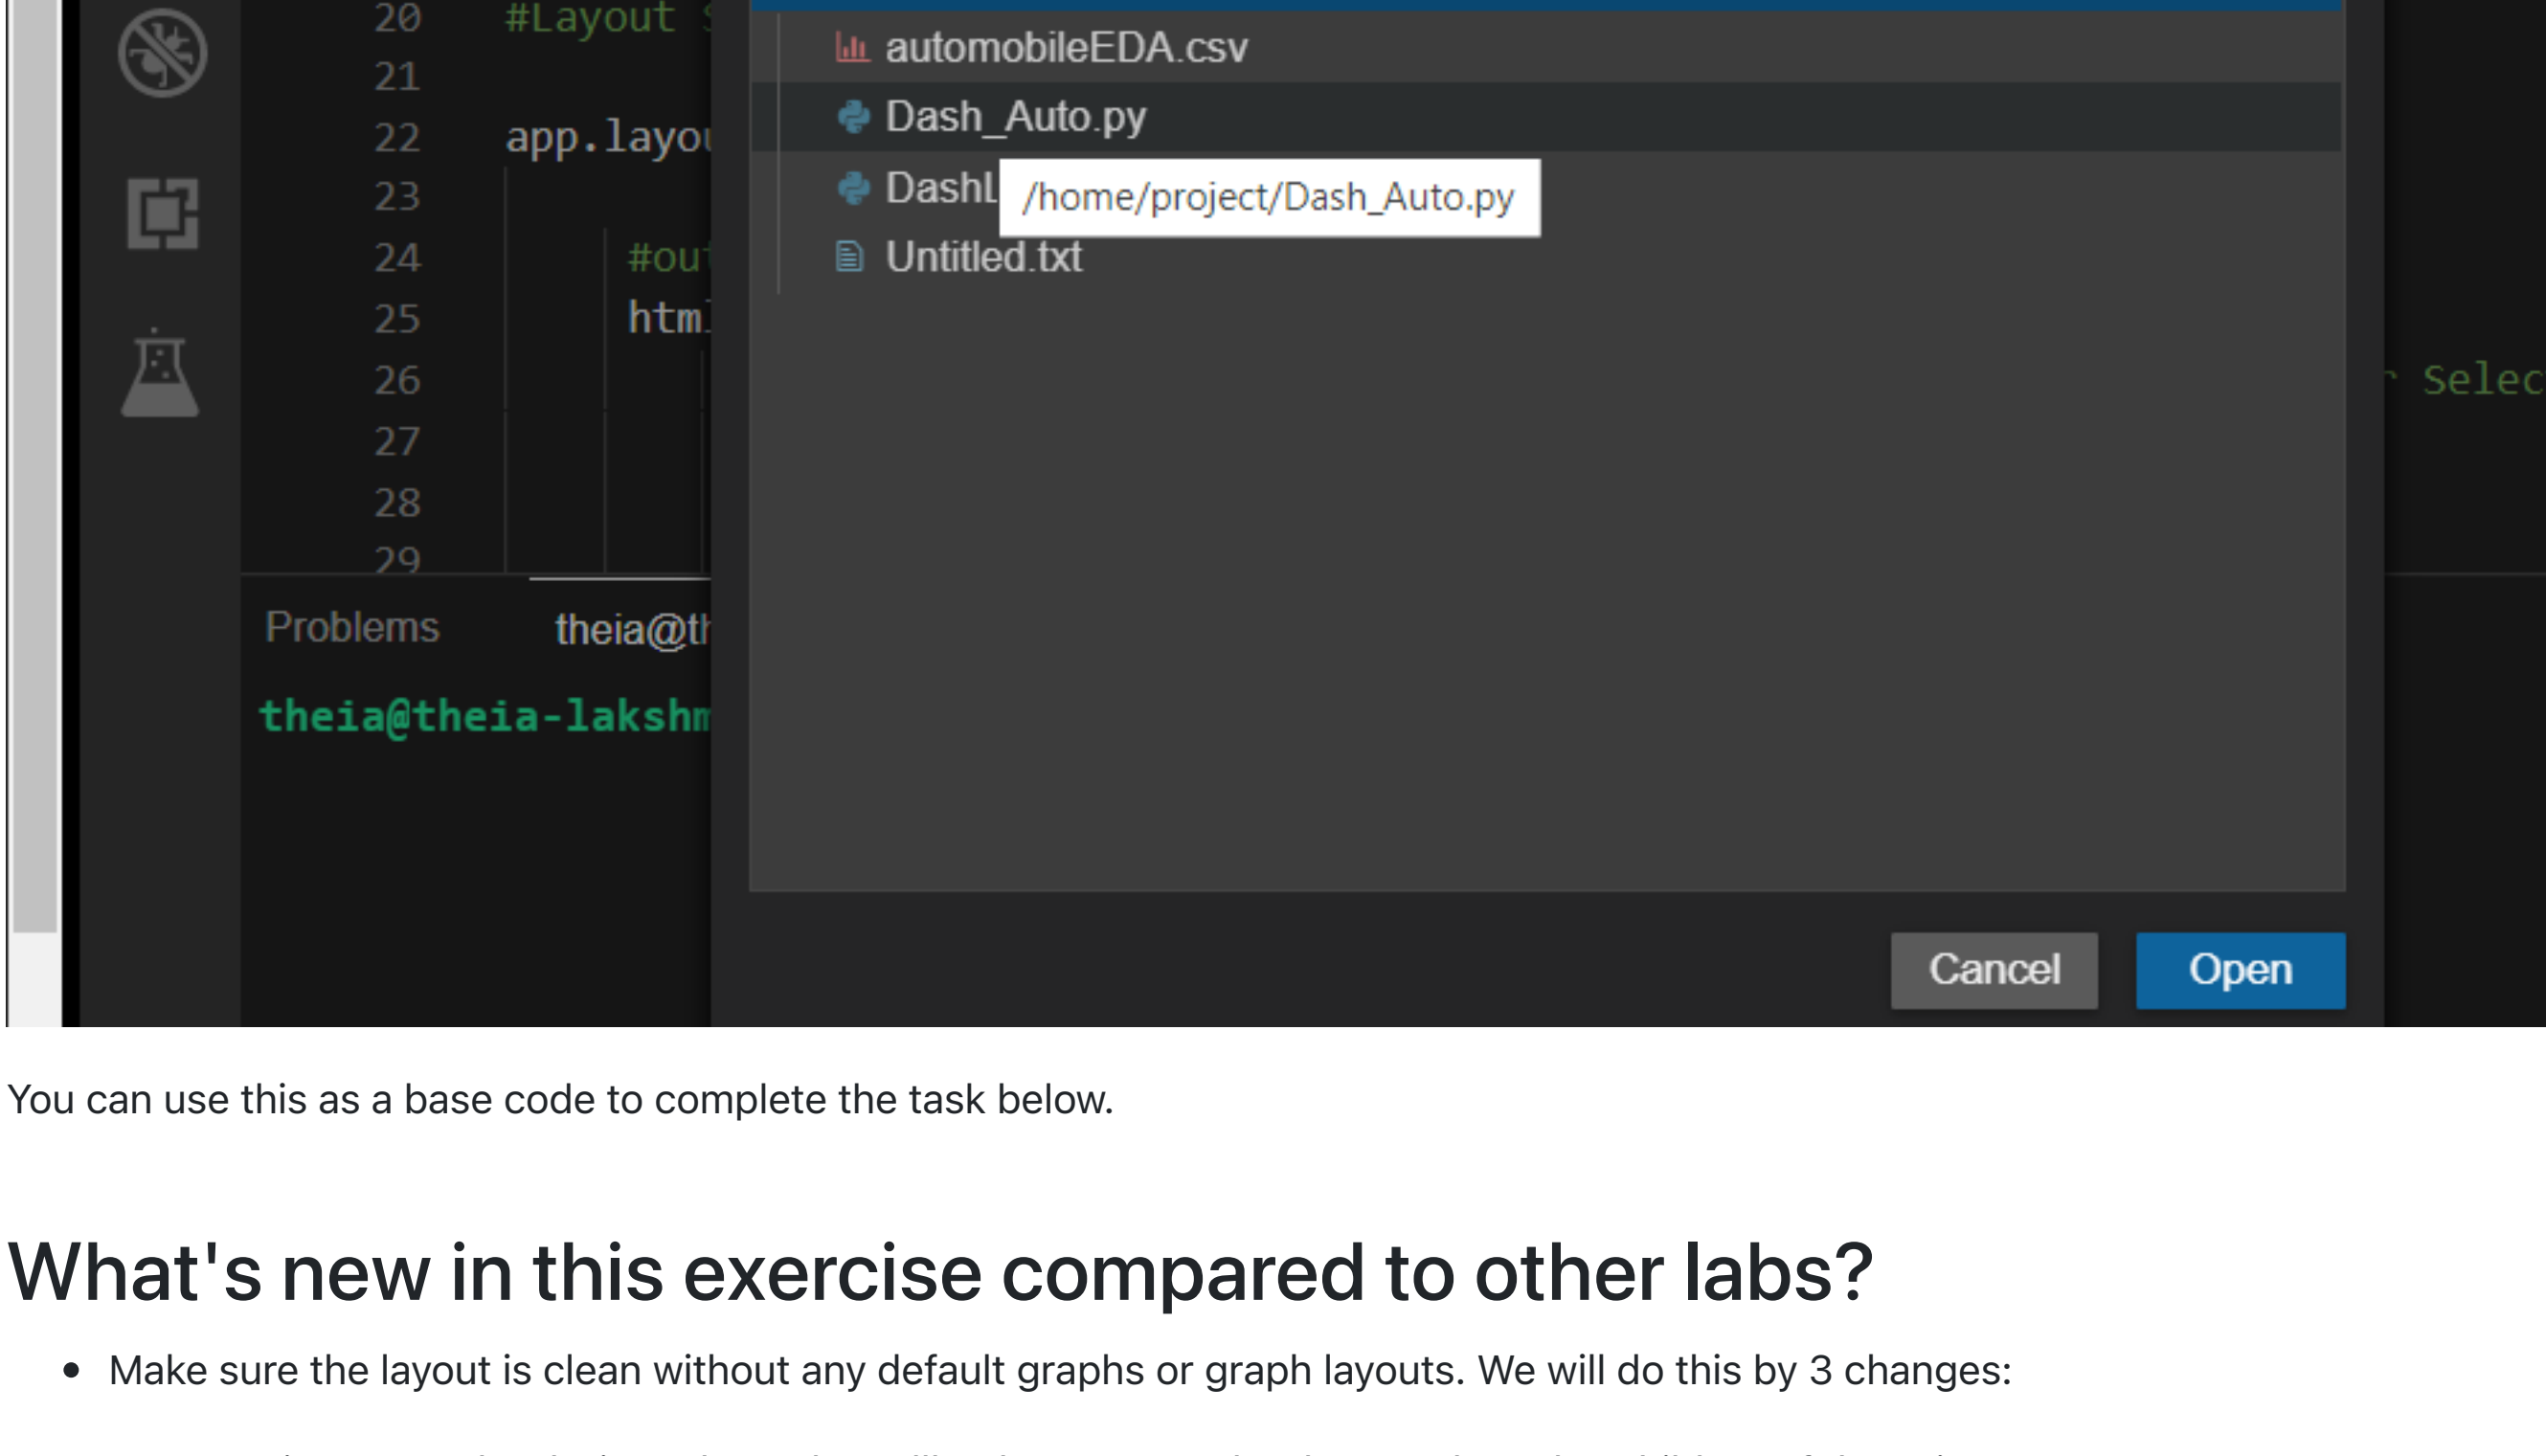 20 #Layout
automobileEDA.csv
21
Dash_Auto.py
22 app.layou
23
DashL
/home/project/Dash_Auto.py
24 #out
Untitled.txt
25 html
26
Selec
27
28
29
Problems
theia@th
theia@theia-lakshm
Cancel
Open
You can use this as a base code to complete the task below.
What's new in this exercise compared to other labs?
• Make sure the layout is clean without any default graphs or graph layouts. We will do this by 3 changes: